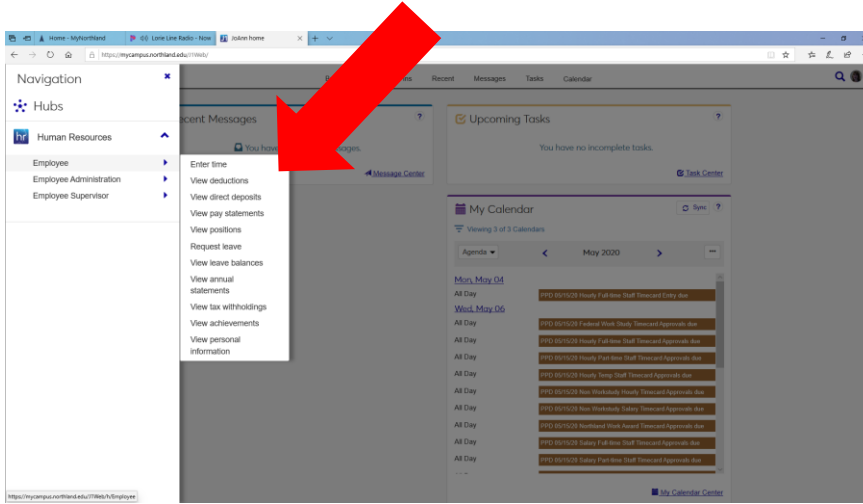 Home - MyNorthland
Lorie Line Radio - Now
JoAnn home
https://mycampus.northland.edu/
Navigation
Recent
Messages
Tasks
Calendar
Hubs
hr
Human Resources
Employee
Employee Administration
Employee Supervisor
Enter time
View deductions
View direct deposits
View pay statements
View positions
Request leave
View leave balances
View annual
statements
View tax withholdings
View achievements
View personal
information
Recent Messages
?
You have
Message Center
Upcoming Tasks
?
You have no incomplete tasks.
Task Center
My Calendar
Sync
?
Viewing 3 of 3 Calendars
Agenda
May 2020
Mon, May 04
All Day
PPD 05/15/20 Hourly Full-time Staff Timecard Entry due
Wed, May 06
All Day
PPD 05/15/20 Federal Work Study Timecard Approvals due
All Day
PPD 05/15/20 Hourly Full-time Staff Timecard Approvals due
All Day
PPD 05/15/20 Hourly Part-time Staff Timecard Approvals due
All Day
PPD 05/15/20 Hourly Temp Staff Timecard Approvals due
All Day
PPD 05/15/20 Non Workstudy Hourly Timecard Approvals due
All Day
PPD 05/15/20 Non Workstudy Salary Timecard Approvals due
All Day
PPD 05/15/20 Northland Work Award Timecard Approvals due
All Day
PPD 05/15/20 Salary Full-time Staff Timecard Approvals due
All Day
PPD 05/15/20 Salary Part-time Staff Timecard Approvals due
My Calendar Center